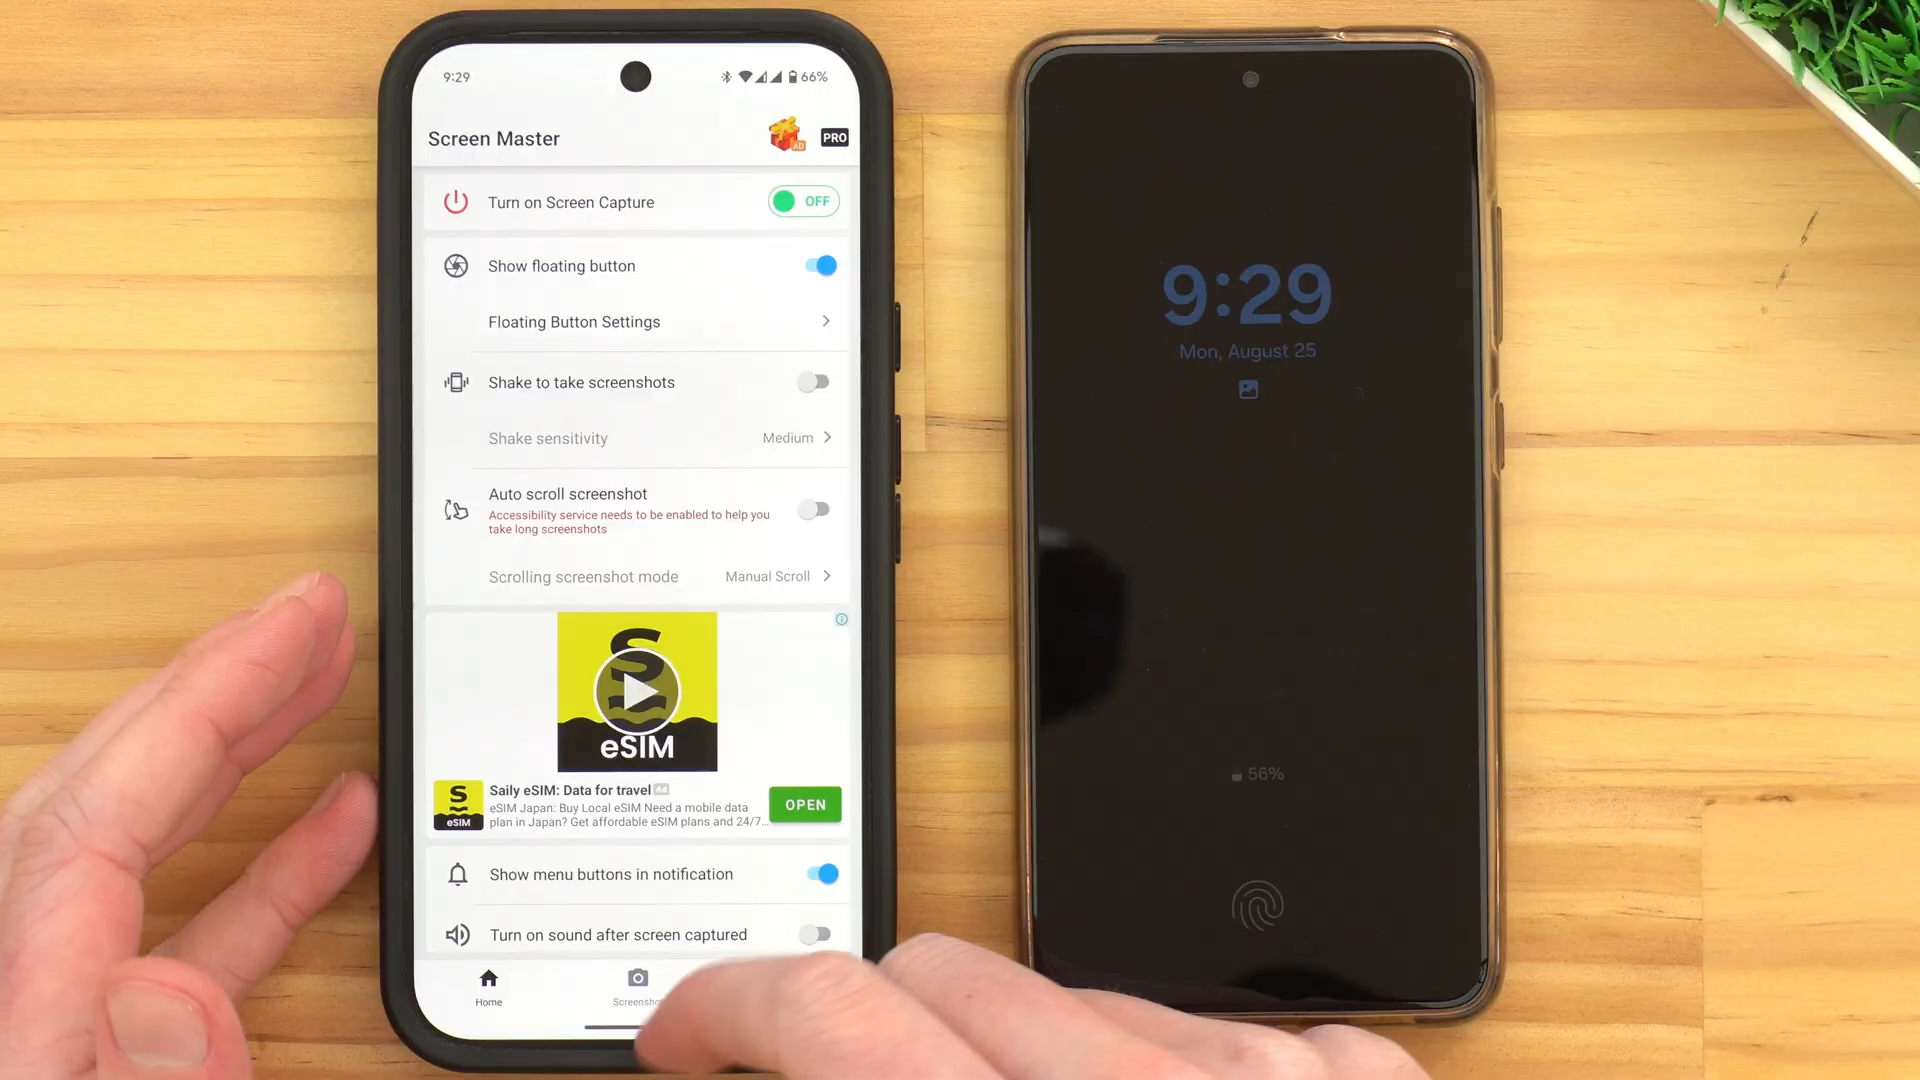 9:29
66%
Screen Master
AD
PRO
Turn on Screen Capture
OFF
Show floating button
Floating Button Settings
Shake to take screenshots
Shake sensitivity
Medium
Auto scroll screenshot
Accessibility service needs to be enabled to help you
take long screenshots
Scrolling screenshot mode
Manual Scroll
S
eSIM
S
eSIM
Saily eSIM: Data for travel Ad
eSIM Japan: Buy Local eSIM Need a mobile data
plan in Japan? Get affordable eSIM plans and 24/7...
OPEN
Show menu buttons in notification
Turn on sound after screen captured
Home
Screensho
9:29
Mon, August 25
56%